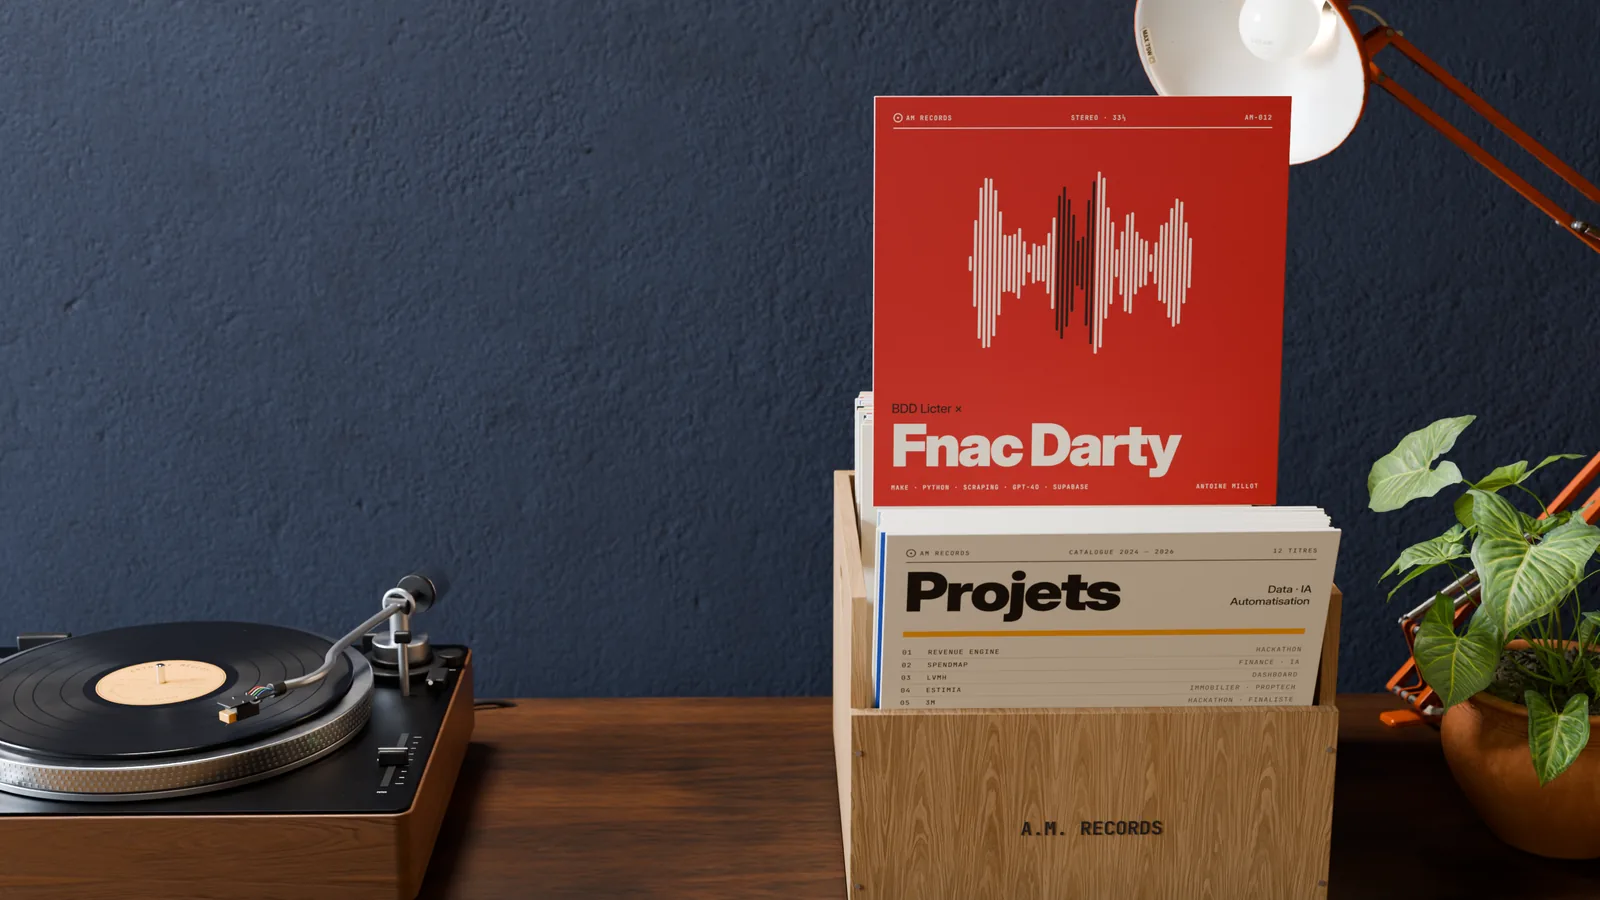 AM RECORDS
STEREO · 33⅓
AM-012
BDD Licter ×
Fnac Darty
MAKE · PYTHON · SCRAPING · GPT-4O · SUPABASE
ANTOINE MILLOT
AM RECORDS
CATALOGUE 2024 — 2026
12 TITRES
Projets
Data · IA
Automatisation
01 REVENUE ENGINE HACKATHON
02 SPENDMAP FINANCE · IA
03 LVMH DASHBOARD
04 ESTIMIA IMMOBILIER · PROPTECH
05 3M HACKATHON · FINALISTE
A.M. RECORDS